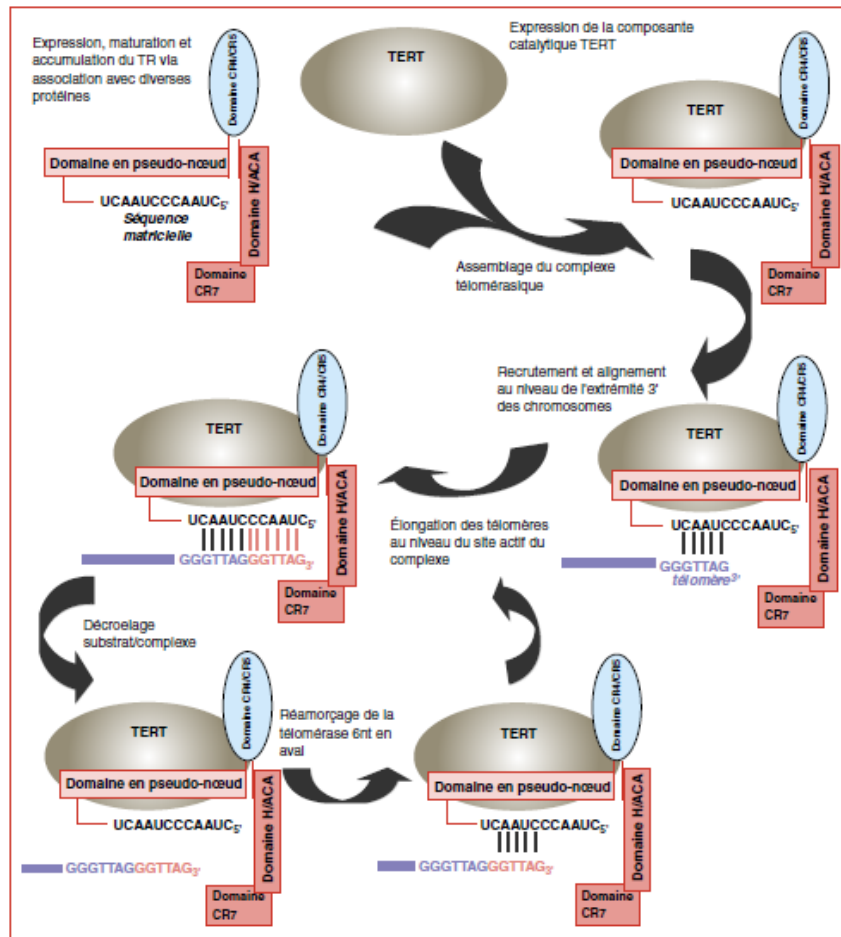 Expression, maturation et
accumulation du TR via
association avec diverses
protéines
Domaine CR4/CR5
Domaine en pseudo-nœud
UCAAUCCCAAUC5'
Séquence
matricielle
Domaine H/ACA
Domaine
CR7
TERT
Expression de la composante
catalytique TERT
Assemblage du complexe
télomérasique
TERT
Domaine CR4/CR5
Domaine en pseudo-nœud
UCAAUCCCAAUC5'
Domaine H/ACA
Domaine
CR7
Recrutement et alignement
au niveau de l'extrémité 3'
des chromosomes
TERT
Domaine CR4/CR5
Domaine en pseudo-nœud
UCAAUCCCAAUC5'
GGGTTAG
télomère3'
Domaine H/ACA
Domaine
CR7
Élongation des télomères
au niveau du site actif du
complexe
TERT
Domaine CR4/CR5
Domaine en pseudo-nœud
UCAAUCCCAAUC5'
GGGTTAGGGTTAG3'
Domaine H/ACA
Domaine
CR7
Décroelage
substrat/complexe
TERT
Domaine CR4/CR5
Domaine en pseudo-nœud
UCAAUCCCAAUC5'
GGGTTAGGGTTAG3'
Domaine H/ACA
Domaine
CR7
Réamorçage de la
télomérase 6nt en
aval
TERT
Domaine CR4/CR5
Domaine en pseudo-nœud
UCAAUCCCAAUC5'
GGGTTAGGGTTAG3'
Domaine H/ACA
Domaine
CR7